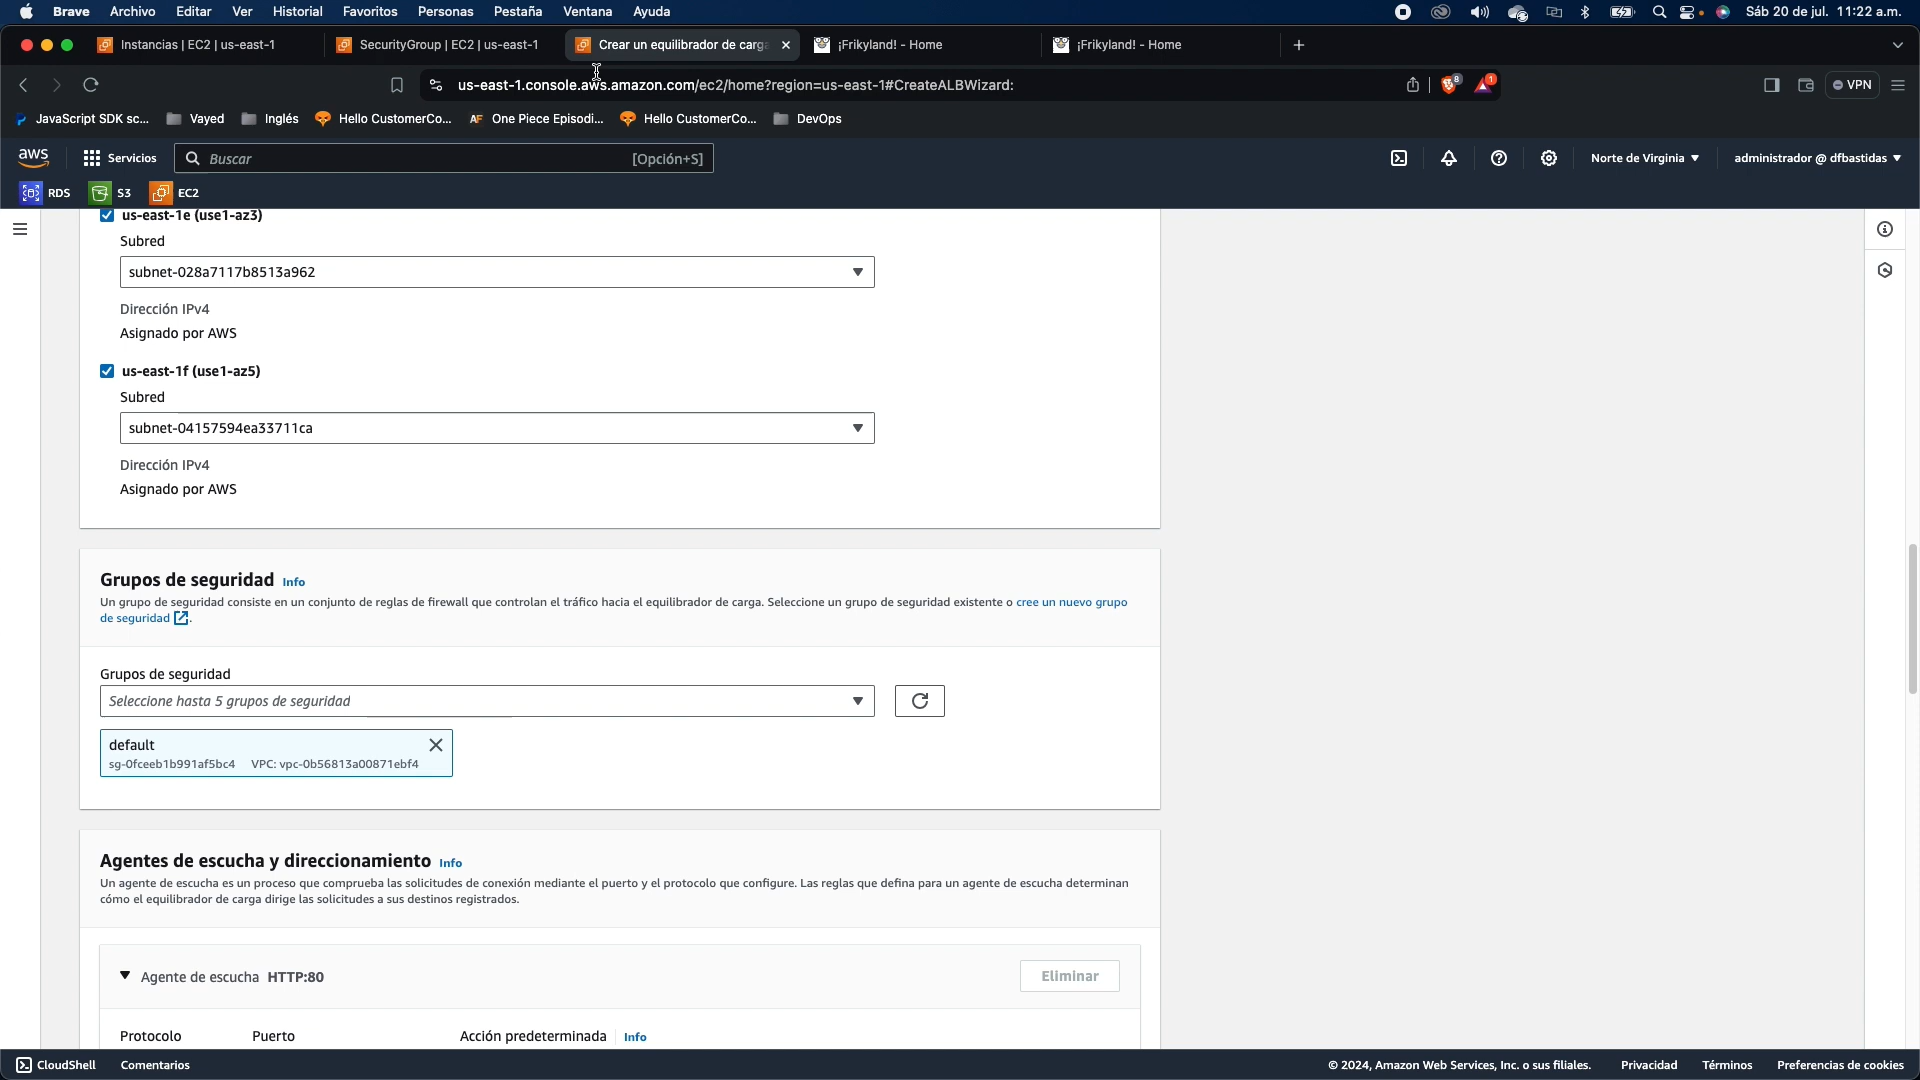 Brave Archivo Editar Ver Historial Favoritos Personas Pestaña Ventana Ayuda Sáb 20 de jul. 11:22 a.m.
Instancias | EC2 | us-east-1 SecurityGroup | EC2 | us-east-1 Crear un equilibrador de carga ¡Frikyland! - Home ¡Frikyland! - Home
us-east-1.console.aws.amazon.com/ec2/home?region=us-east-1#CreateALBWizard: 8 1 VPN
JavaScript SDK sc... Vayed Inglés Hello CustomerCo... AF One Piece Episodi... Hello CustomerCo... DevOps
aws Servicios Buscar [Opción+S] Norte de Virginia administrador @ dfbastidas
RDS S3 EC2
us-east-1e (use1-az3)
Subred
subnet-028a7117b8513a962
Dirección IPv4
Asignado por AWS
us-east-1f (use1-az5)
Subred
subnet-04157594ea33711ca
Dirección IPv4
Asignado por AWS
Grupos de seguridad Info
Un grupo de seguridad consiste en un conjunto de reglas de firewall que controlan el tráfico hacia el equilibrador de carga. Seleccione un grupo de seguridad existente o cree un nuevo grupo
de seguridad.
Grupos de seguridad
Seleccione hasta 5 grupos de seguridad
default
sg-0fceeb1b991af5bc4 VPC: vpc-0b56813a00871ebf4
Agentes de escucha y direccionamiento Info
Un agente de escucha es un proceso que comprueba las solicitudes de conexión mediante el puerto y el protocolo que configure. Las reglas que defina para un agente de escucha determinan
cómo el equilibrador de carga dirige las solicitudes a sus destinos registrados.
Agente de escucha HTTP:80 Eliminar
Protocolo Puerto Acción predeterminada Info
CloudShell Comentarios © 2024, Amazon Web Services, Inc. o sus filiales. Privacidad Términos Preferencias de cookies